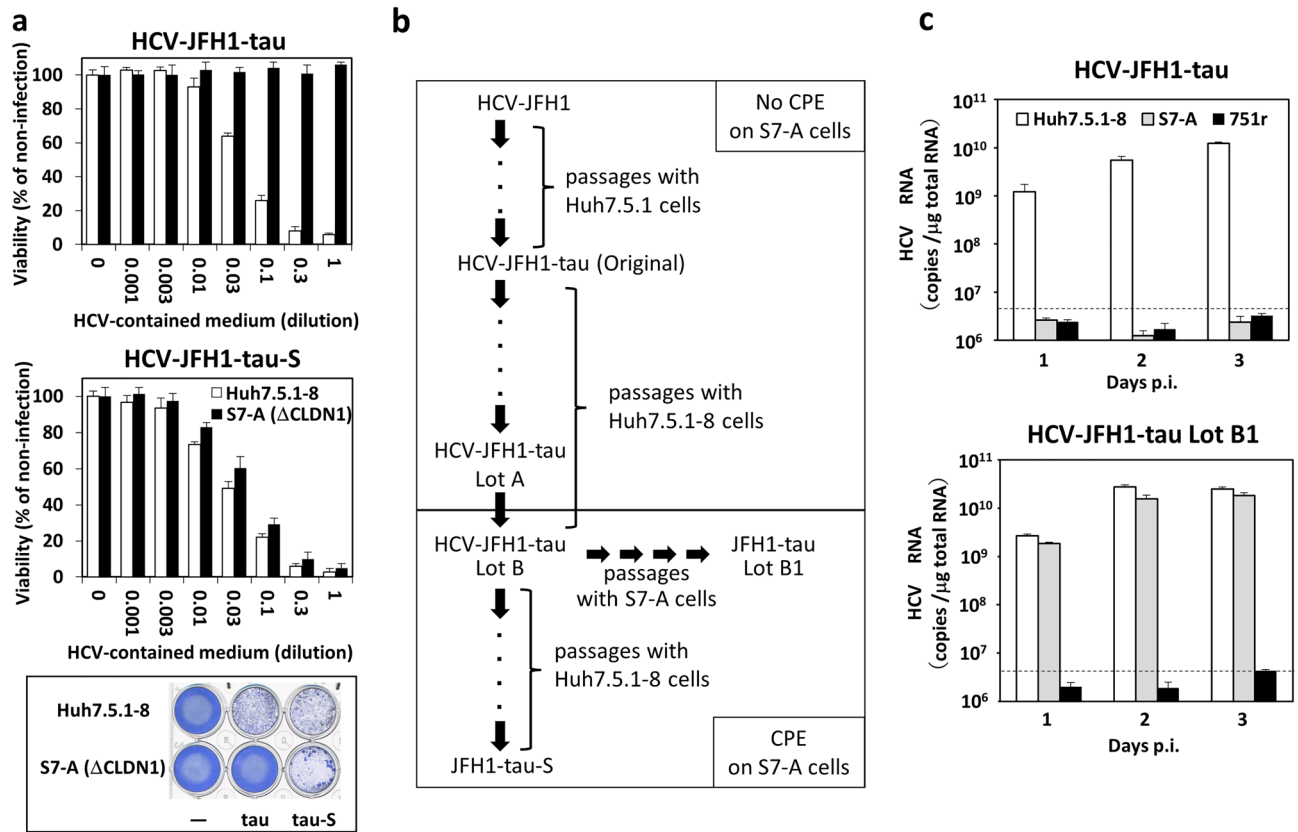 a
HCV-JFH1-tau
Viability (% of non-infection)
100
80
60
40
20
0
0
0.001
0.003
0.01
0.03
0.1
0.3
1
HCV-contained medium (dilution)
HCV-JFH1-tau-S
Viability (% of non-infection)
100
80
60
40
20
0
Huh7.5.1-8
S7-A (ΔCLDN1)
0
0.001
0.003
0.01
0.03
0.1
0.3
1
HCV-contained medium (dilution)
Huh7.5.1-8
S7-A (ΔCLDN1)
—
tau
tau-S
b
No CPE
on S7-A cells
HCV-JFH1
passages with
Huh7.5.1 cells
HCV-JFH1-tau (Original)
passages with
Huh7.5.1-8 cells
HCV-JFH1-tau
Lot A
HCV-JFH1-tau
Lot B
passages
with S7-A cells
JFH1-tau
Lot B1
passages with
Huh7.5.1-8 cells
JFH1-tau-S
CPE
on S7-A cells
c
HCV-JFH1-tau
HCV RNA
(copies /μg total RNA)
10¹¹
10¹⁰
10⁹
10⁸
10⁷
10⁶
Huh7.5.1-8
S7-A
751r
1
2
3
Days p.i.
HCV-JFH1-tau Lot B1
HCV RNA
(copies /μg total RNA)
10¹¹
10¹⁰
10⁹
10⁸
10⁷
10⁶
1
2
3
Days p.i.